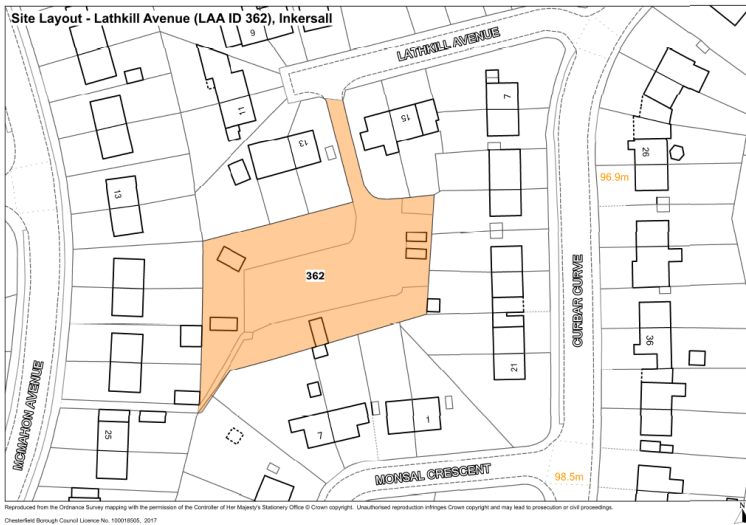 Site Layout - Lathkill Avenue (LAA ID 362), Inkersall
9
LATHKILL AVENUE
11
7
15
13
26
96.9m
13
362
CURBAR CURVE
36
MCMAHON AVENUE
21
1
7
25
MONSAL CRESCENT
98.5m
N
Reproduced from the Ordnance Survey mapping with the permission of the Controller of Her Majesty's Stationery Office © Crown copyright. Unauthorised reproduction infringes Crown copyright and may lead to prosecution or civil proceedings.
Chesterfield Borough Council Licence No. 100018505, 2017